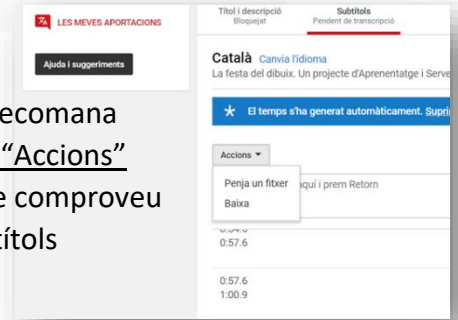 LES MEVES APORTACIONS
Ajuda i suggeriments
Títol i descripció
Bloquejat
Subtítols
Pendent de transcripció
Català Canvia l'idioma
La festa del dibuix. Un projecte d'Aprenentatge i Serve
El temps s'ha generat automàticament. Supri
Accions
Penja un fitxer
quí i prem Retorn
Baixa
0:57.6
0:57.6
1:00.9
ecomana
"Accions"
e comproveu
títols